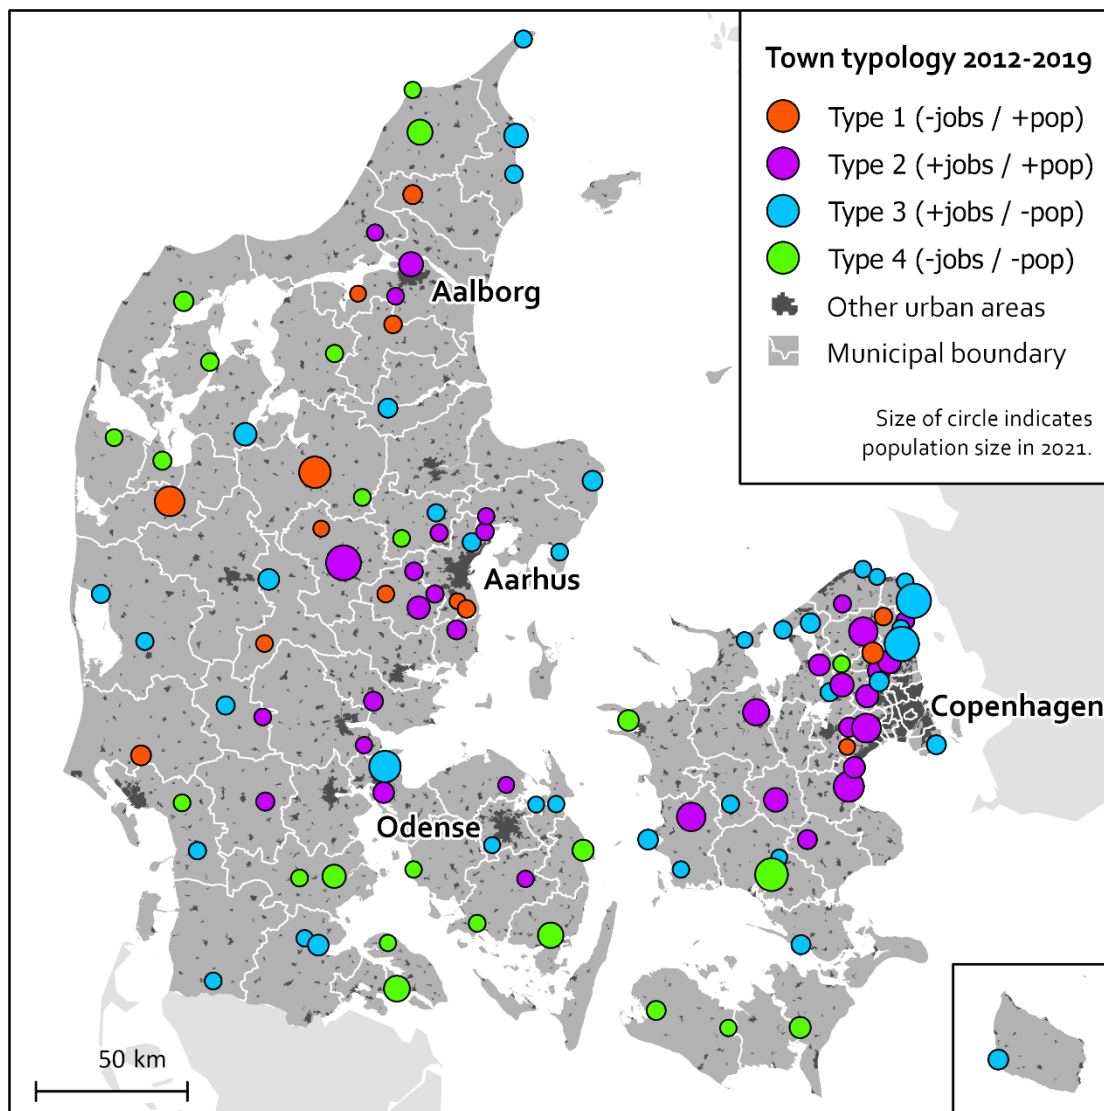 Town typology 2012-2019
Type 1 (-jobs / +pop)
Type 2 (+jobs / +pop)
Type 3 (+jobs / -pop)
Type 4 (-jobs / -pop)
Other urban areas
Municipal boundary
Size of circle indicates
population size in 2021.
Aalborg
Aarhus
Copenhagen
Odense
50 km